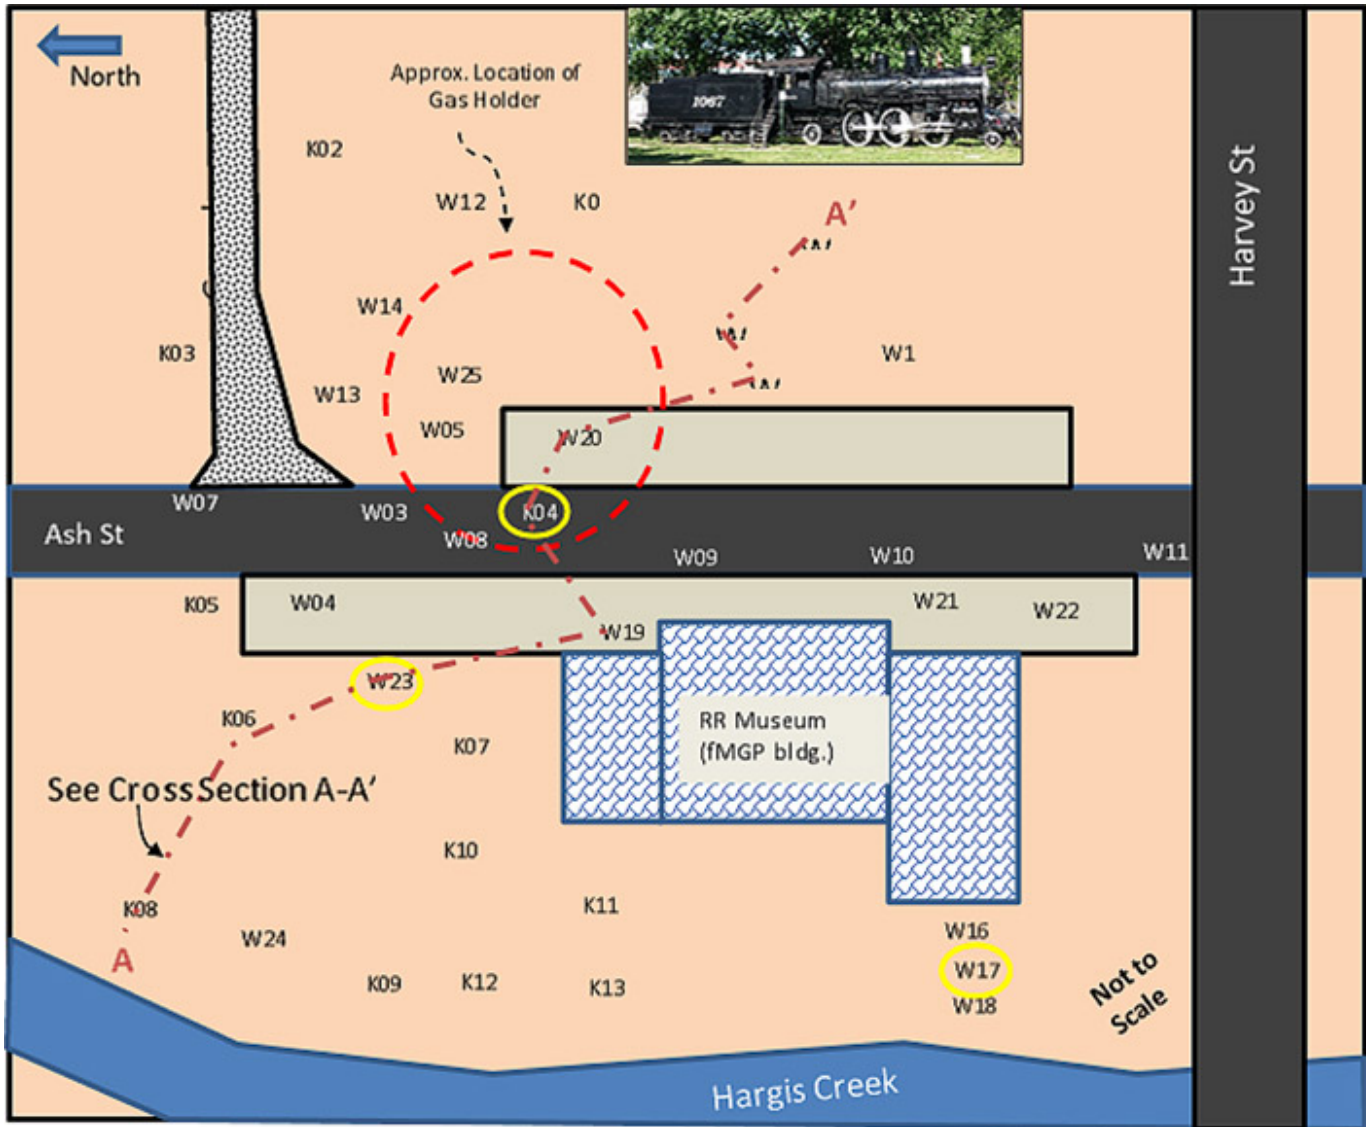 North
Approx. Location of
Gas Holder
1067
K02
W12
K0
A'
Harvey St
W14
K03
W1
W25
W13
W05
W20
W07
W03
K04
Ash St
W08
W09
W10
W11
K05
W04
W21
W22
W19
W23
K06
RR Museum
(fMGP bldg.)
K07
See Cross Section A-A'
K10
K11
K08
W16
W24
A
W17
Not to
Scale
K09
K12
K13
W18
Hargis Creek